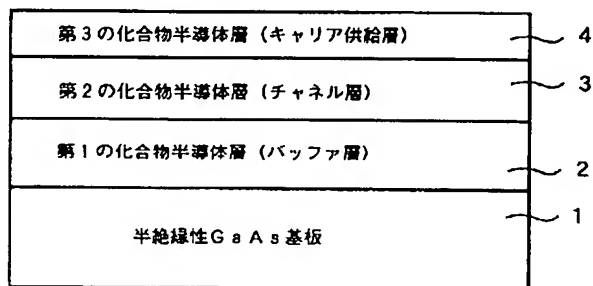 第3の化合物半導体層（キャリア供給層） 4
第2の化合物半導体層（チャネル層） 3
第1の化合物半導体層（バッファ層） 2
半絶縁性GaAs基板 1